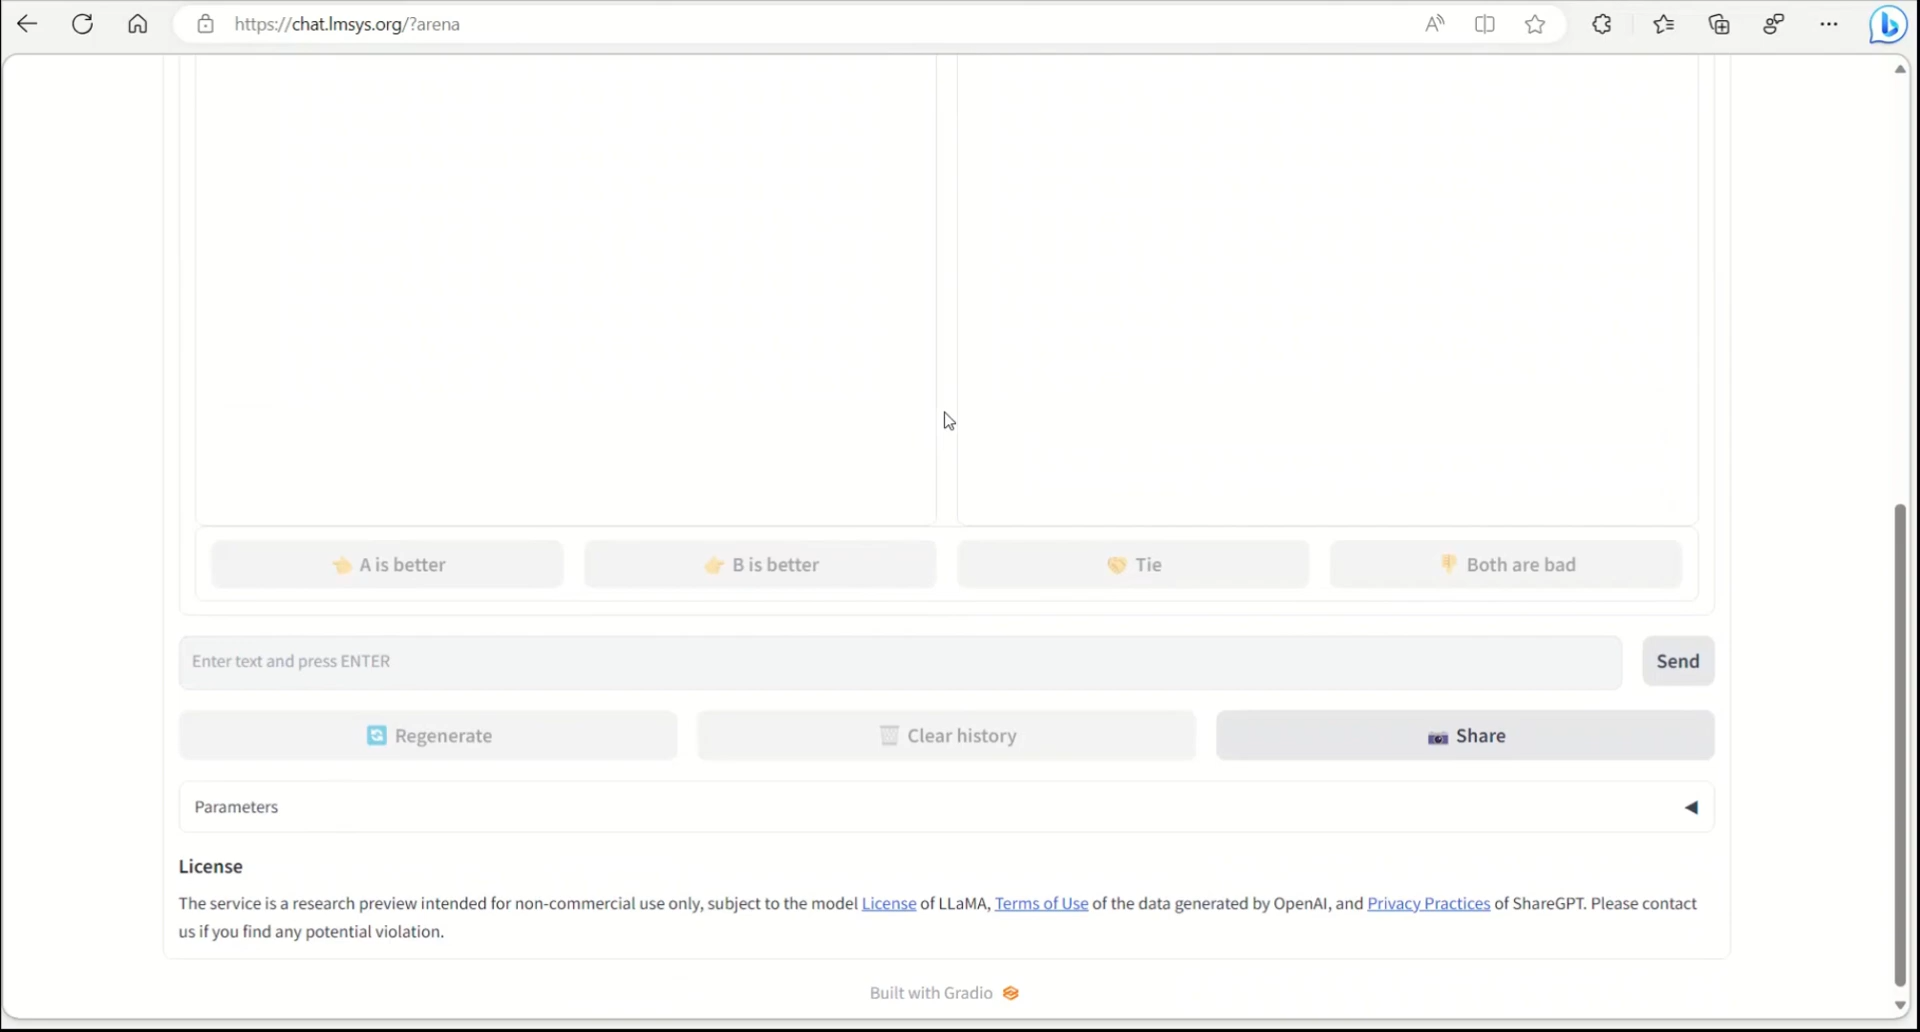 https://chat.lmsys.org/?arena
A is better
B is better
Tie
Both are bad
Enter text and press ENTER
Send
Regenerate
Clear history
Share
Parameters
License
The service is a research preview intended for non-commercial use only, subject to the model License of LLaMA, Terms of Use of the data generated by OpenAI, and Privacy Practices of ShareGPT. Please contact
us if you find any potential violation.
Built with Gradio